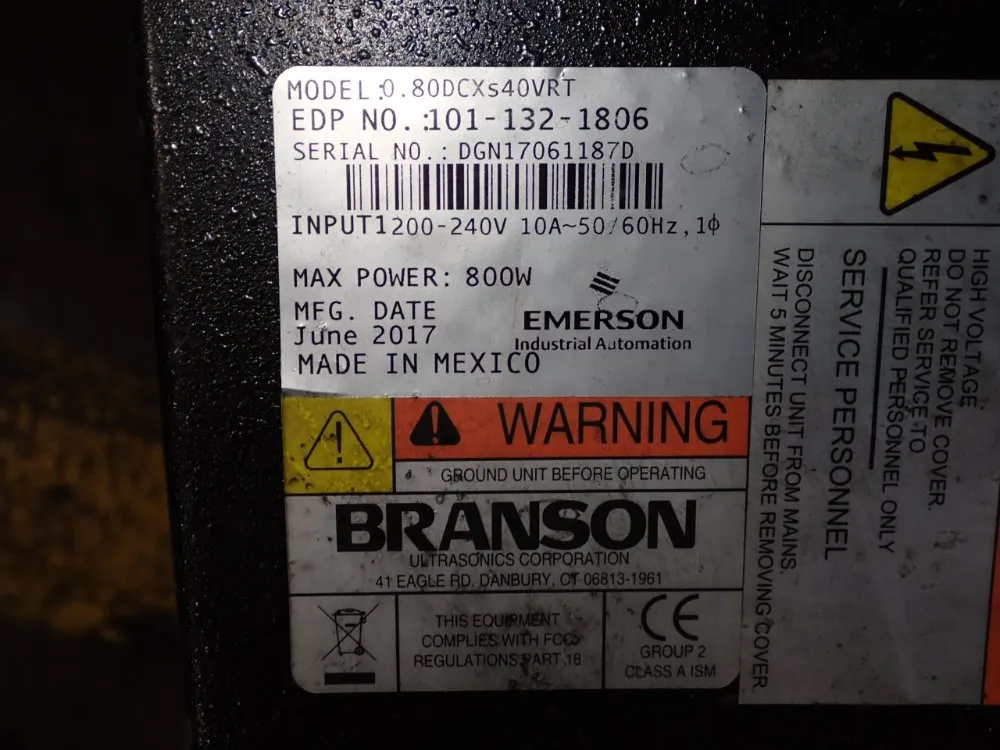 MODEL:0.80DCXs40VRT
EDP NO.:101-132-1806
SERIAL NO.: DGN17061187D
INPUT1200-240V 10A~50/60Hz,1ϕ
MAX POWER: 800W
MFG. DATE
June 2017
MADE IN MEXICO
EMERSON
Industrial Automation
WARNING
GROUND UNIT BEFORE OPERATING
BRANSON
ULTRASONICS CORPORATION
41 EAGLE RD. DANBURY, CT 06813-1961
THIS EQUIPMENT
COMPLIES WITH FCC
REGULATIONS PART 18
CE
GROUP 2
CLASS A ISM
HIGH VOLTAGE
DO NOT REMOVE COVER.
REFER SERVICE TO
QUALIFIED PERSONNEL ONLY
SERVICE PERSONNEL
DISCONNECT UNIT FROM MAINS.
WAIT 5 MINUTES BEFORE REMOVING COVER.